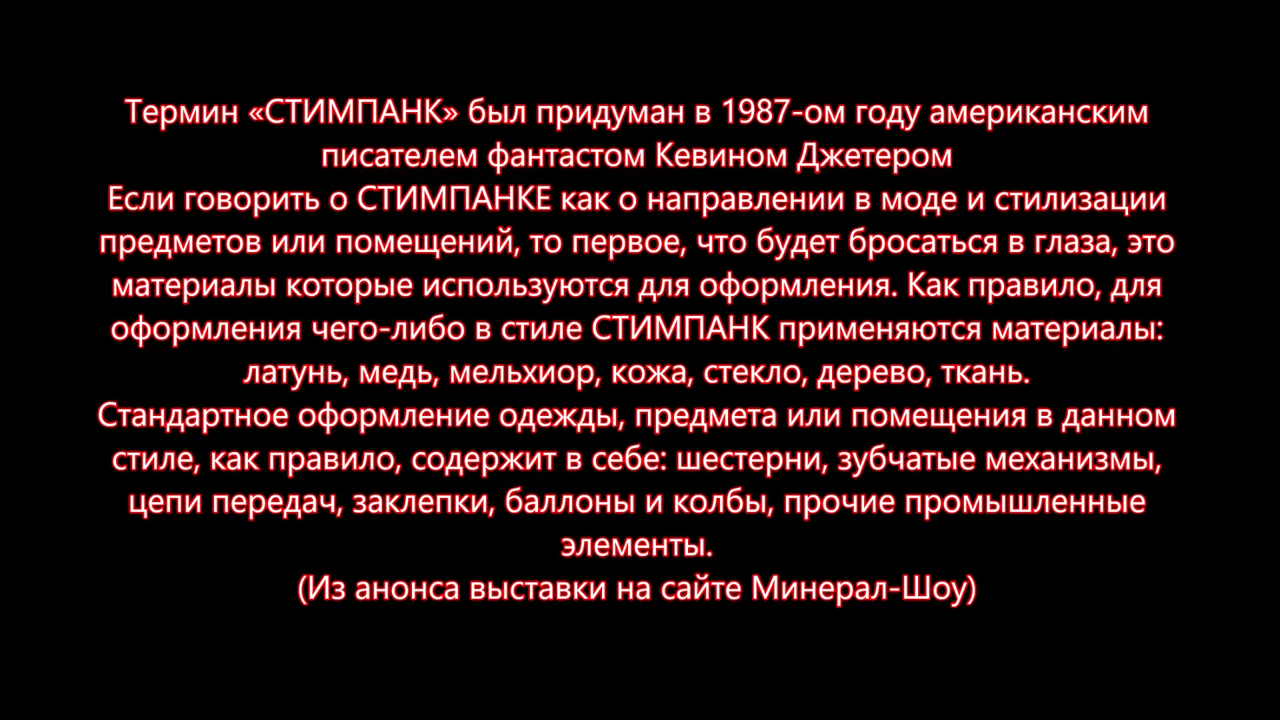 Термин «СТИМПАНК» был придуман в 1987-ом году американским
писателем фантастом Кевином Джетером
Если говорить о СТИМПАНКЕ как о направлении в моде и стилизации
предметов или помещений, то первое, что будет бросаться в глаза, это
материалы которые используются для оформления. Как правило, для
оформления чего-либо в стиле СТИМПАНК применяются материалы:
латунь, медь, мельхиор, кожа, стекло, дерево, ткань.
Стандартное оформление одежды, предмета или помещения в данном
стиле, как правило, содержит в себе: шестерни, зубчатые механизмы,
цепи передач, заклепки, баллоны и колбы, прочие промышленные
элементы.
(Из анонса выставки на сайте Минерал-Шоу)